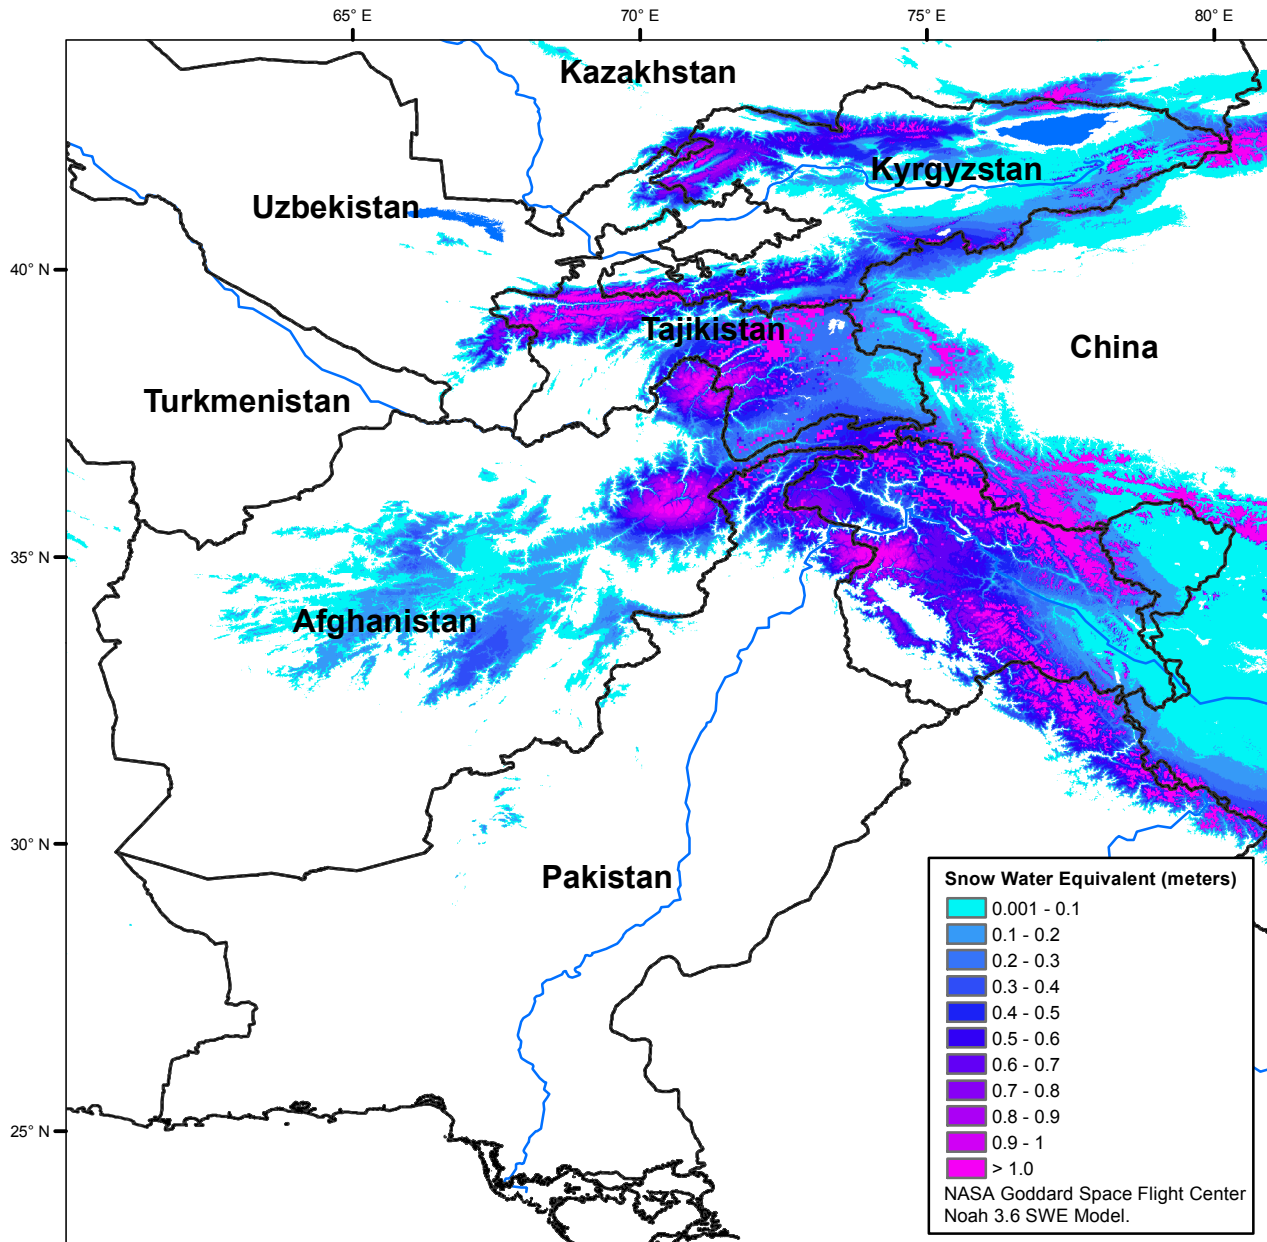 65° E
70° E
75° E
80° E
Kazakhstan
Kyrgyzstan
Uzbekistan
40° N
Tajikistan
China
Turkmenistan
35° N
Afghanistan
30° N
Pakistan
25° N
Snow Water Equivalent (meters)
0.001 - 0.1
0.1 - 0.2
0.2 - 0.3
0.3 - 0.4
0.4 - 0.5
0.5 - 0.6
0.6 - 0.7
0.7 - 0.8
0.8 - 0.9
0.9 - 1
> 1.0
NASA Goddard Space Flight Center
Noah 3.6 SWE Model.